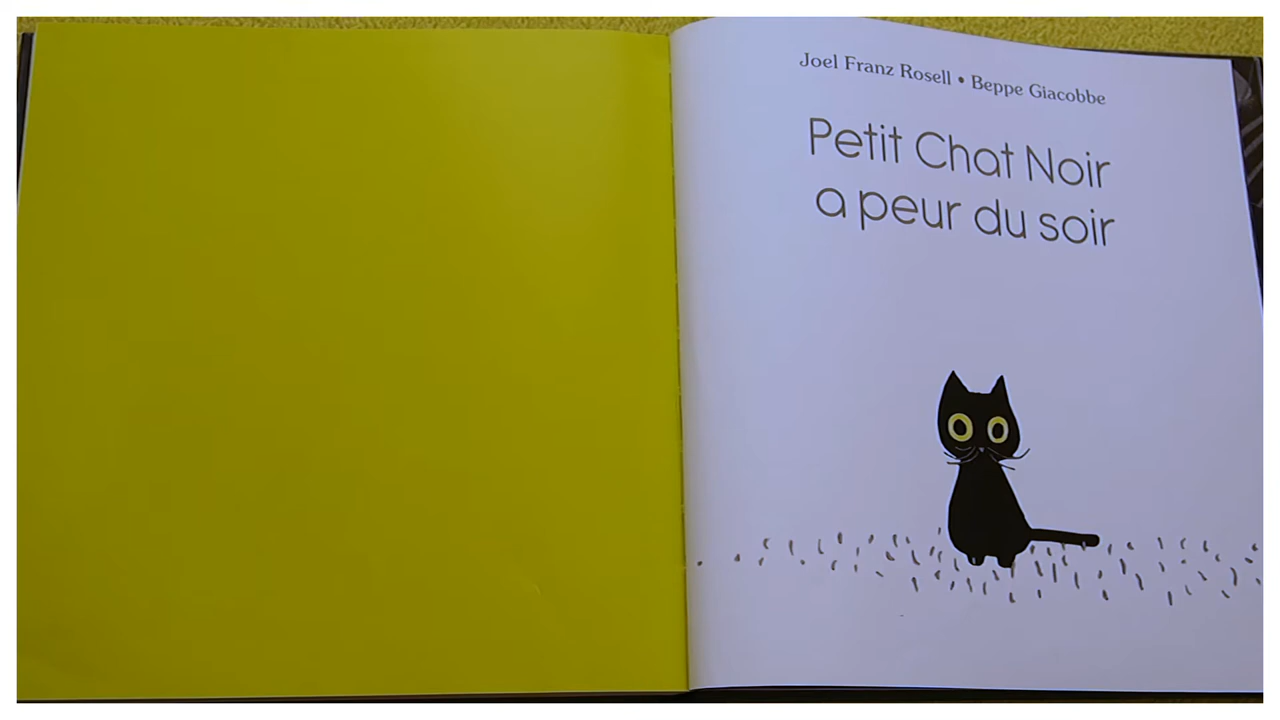 Joel Franz Rosell • Beppe Giacobbe
Petit Chat Noir
a peur du soir